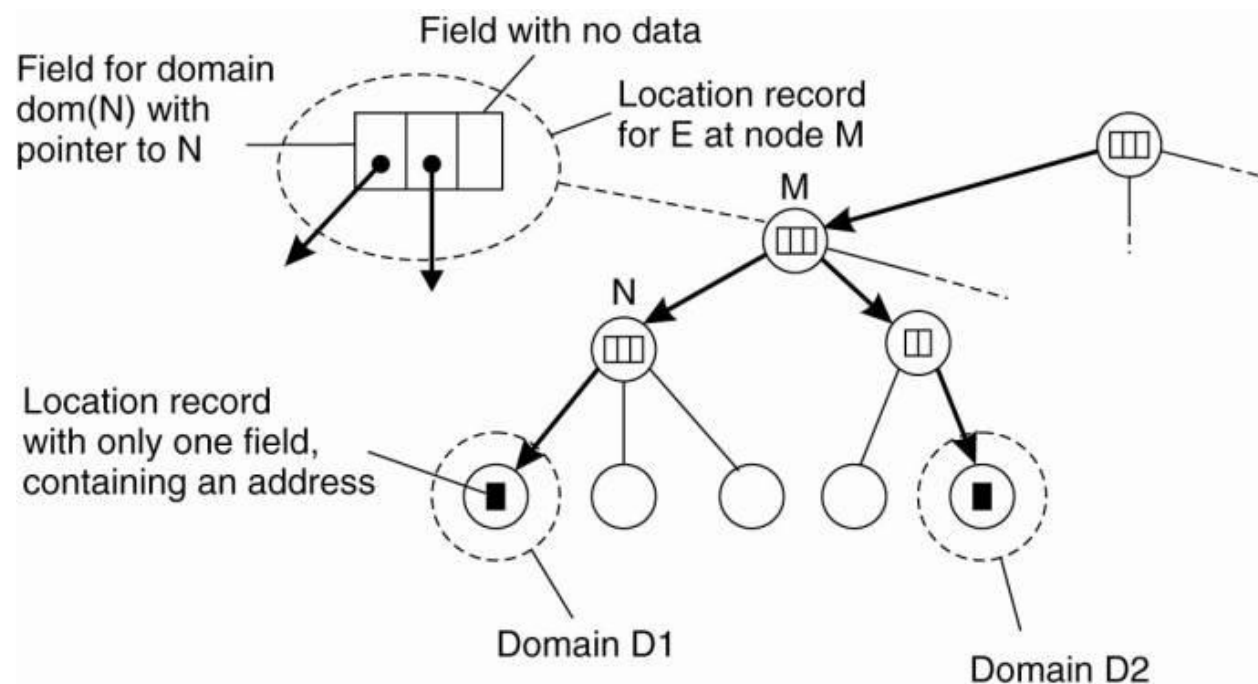 Field with no data
Field for domain
dom(N) with
pointer to N
Location record
for E at node M
M
N
Location record
with only one field,
containing an address
Domain D1
Domain D2